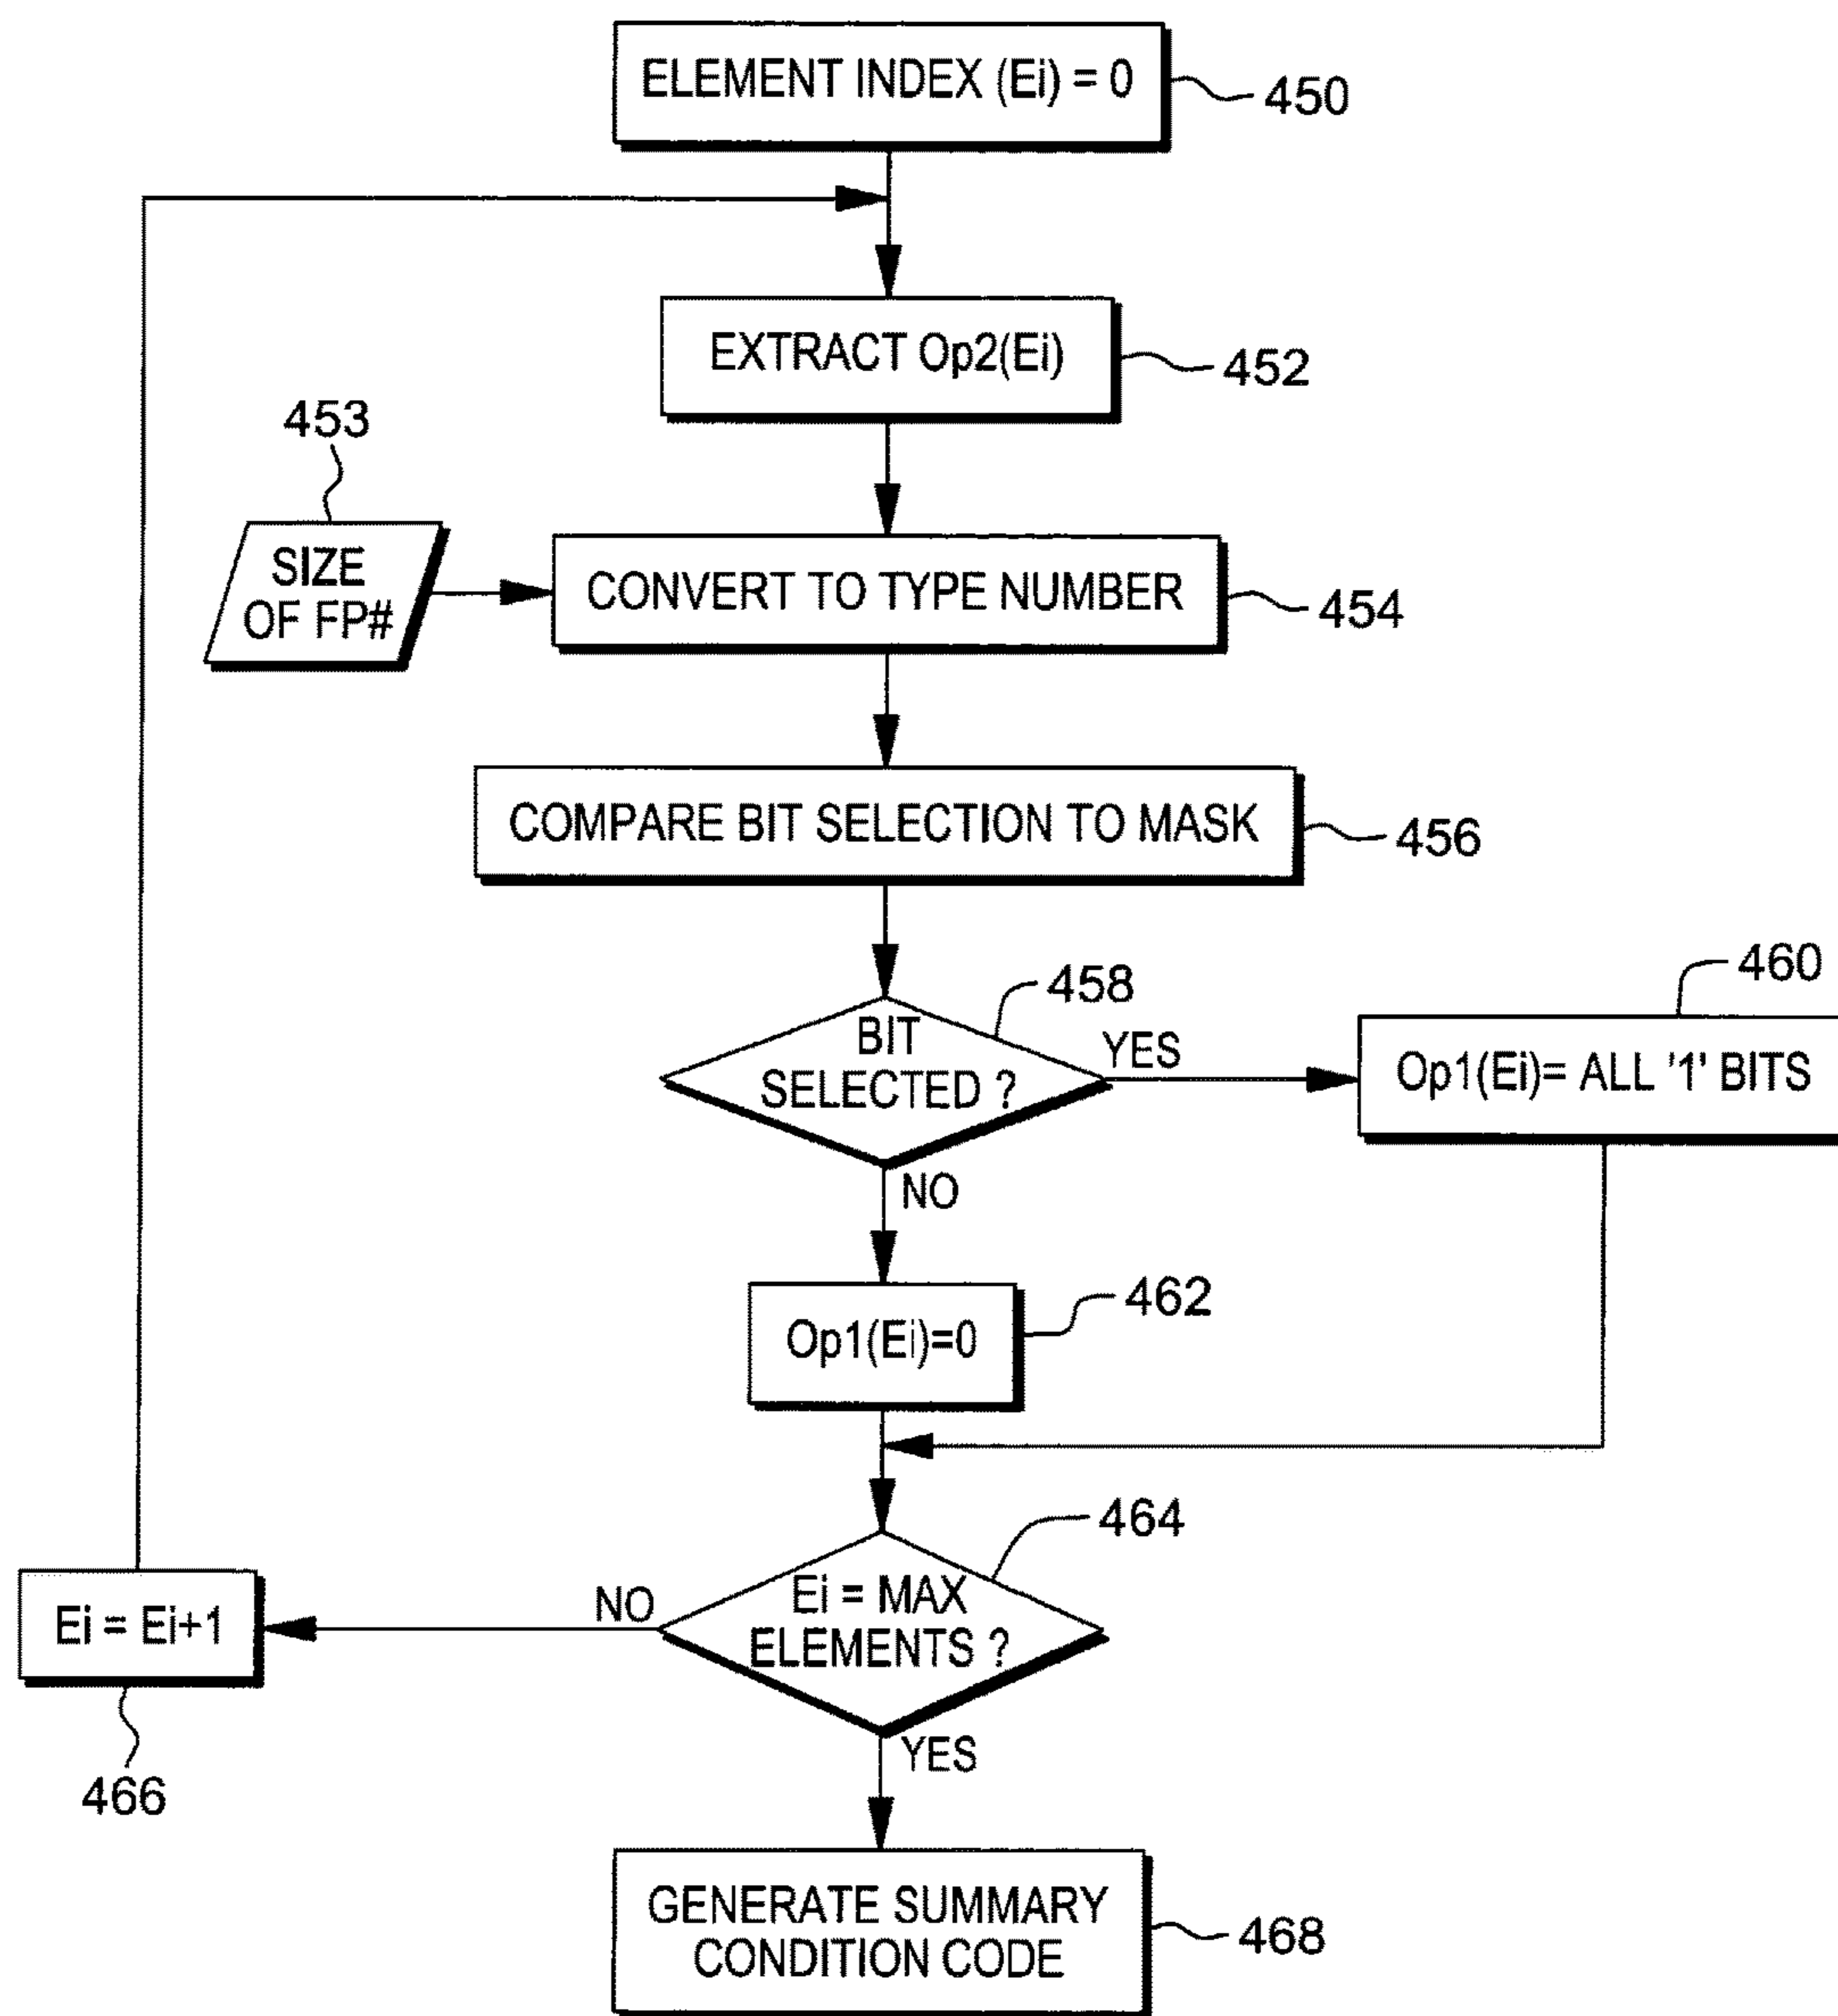 ELEMENT INDEX (Ei) = 0
450
EXTRACT Op2(Ei)
452
453
SIZE
OF FP#
CONVERT TO TYPE NUMBER
454
COMPARE BIT SELECTION TO MASK
456
458
BIT
SELECTED ?
YES
460
Op1(Ei)= ALL '1' BITS
NO
462
Op1(Ei)=0
464
Ei = MAX
ELEMENTS ?
NO
Ei = Ei+1
466
YES
GENERATE SUMMARY
CONDITION CODE
468